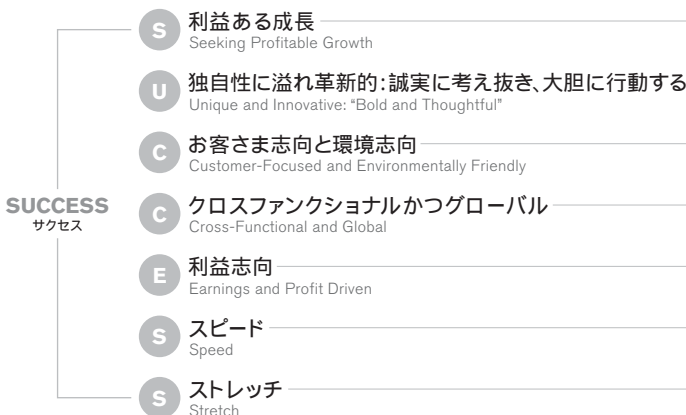 S 利益ある成長
Seeking Profitable Growth
U 独自性に溢れ革新的：誠実に考え抜き、大胆に行動する
Unique and Innovative: “Bold and Thoughtful”
C お客さま志向と環境志向
Customer-Focused and Environmentally Friendly
SUCCESS
サクセス
C クロスファンクショナルかつグローバル
Cross-Functional and Global
E 利益志向
Earnings and Profit Driven
S スピード
Speed
S ストレッチ
Stretch